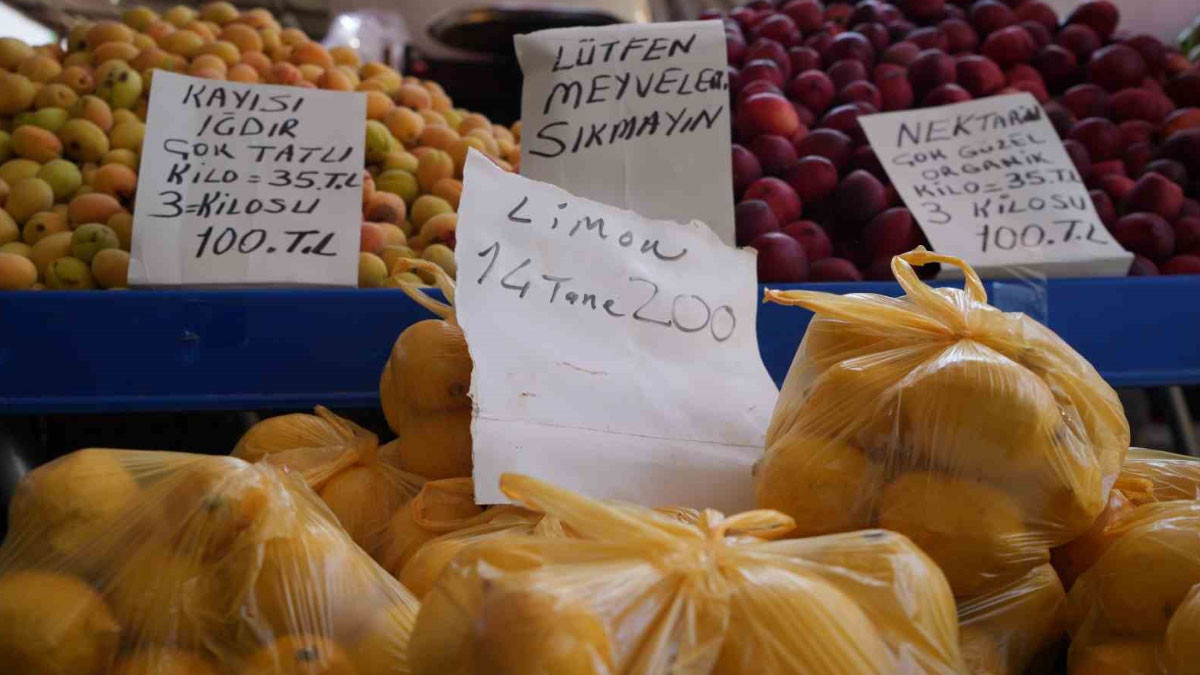 KAYISI
IĞDIR
ÇOK TATLI
KİLO = 35.T.L
3=KİLOSU
100.T.L
LÜTFEN
MEYVELERİ
SIKMAYIN
NEKTARİN
ÇOK GÜZEL
ORGANİK
KİLO=35.T.L
3 KİLOSU
100.T.L
Limon
14 Tane 200